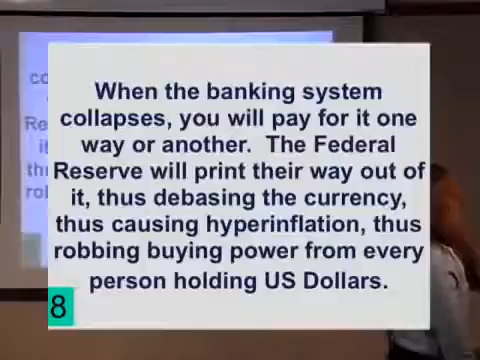 When the banking system
collapses, you will pay for it one
way or another. The Federal
Reserve will print their way out of
it, thus debasing the currency,
thus causing hyperinflation, thus
robbing buying power from every
person holding US Dollars.
8